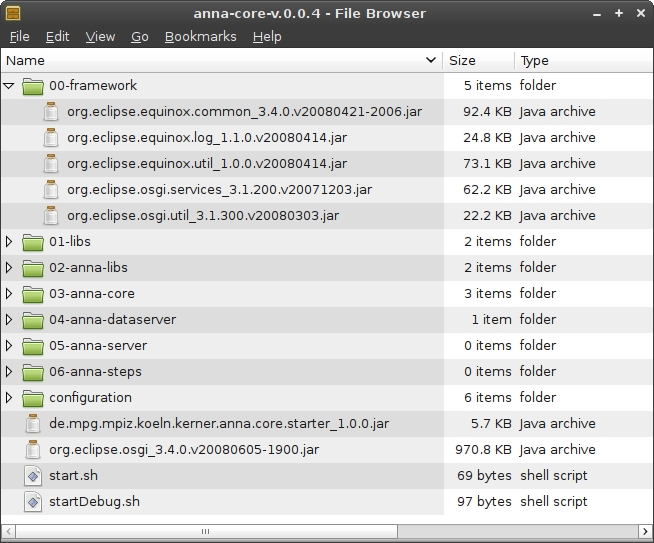 anna-core-v.0.0.4 - File Browser
File Edit View Go Bookmarks Help
Name Size Type
00-framework 5 items folder
org.eclipse.equinox.common_3.4.0.v20080421-2006.jar 92.4 KB Java archive
org.eclipse.equinox.log_1.1.0.v20080414.jar 24.8 KB Java archive
org.eclipse.equinox.util_1.0.0.v20080414.jar 73.1 KB Java archive
org.eclipse.osgi.services_3.1.200.v20071203.jar 62.2 KB Java archive
org.eclipse.osgi.util_3.1.300.v20080303.jar 22.2 KB Java archive
01-libs 2 items folder
02-anna-libs 2 items folder
03-anna-core 3 items folder
04-anna-dataserver 1 item folder
05-anna-server 0 items folder
06-anna-steps 0 items folder
configuration 6 items folder
de.mpg.mpiz.koeln.kerner.anna.core.starter_1.0.0.jar 5.7 KB Java archive
org.eclipse.osgi_3.4.0.v20080605-1900.jar 970.8 KB Java archive
start.sh 69 bytes shell script
startDebug.sh 97 bytes shell script